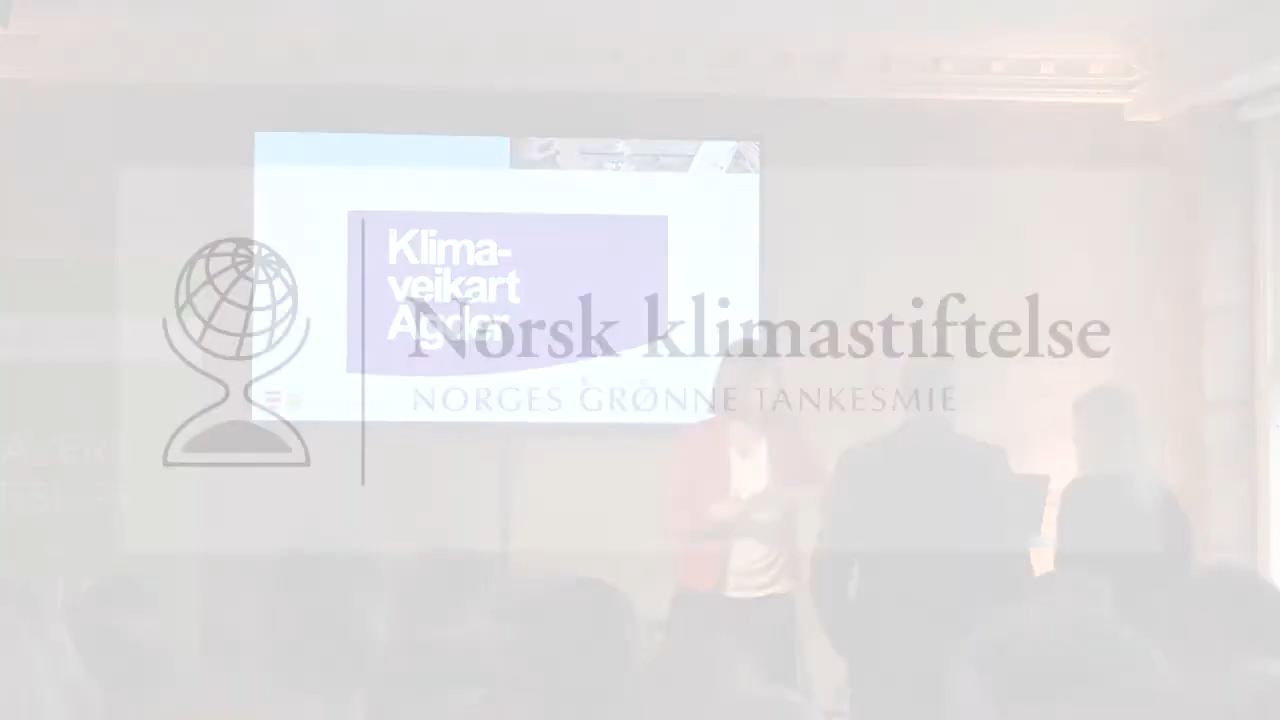 Klima-
veikart
Agder
Norsk klimastiftelse
NORGES GRØNNE TANKESMIE